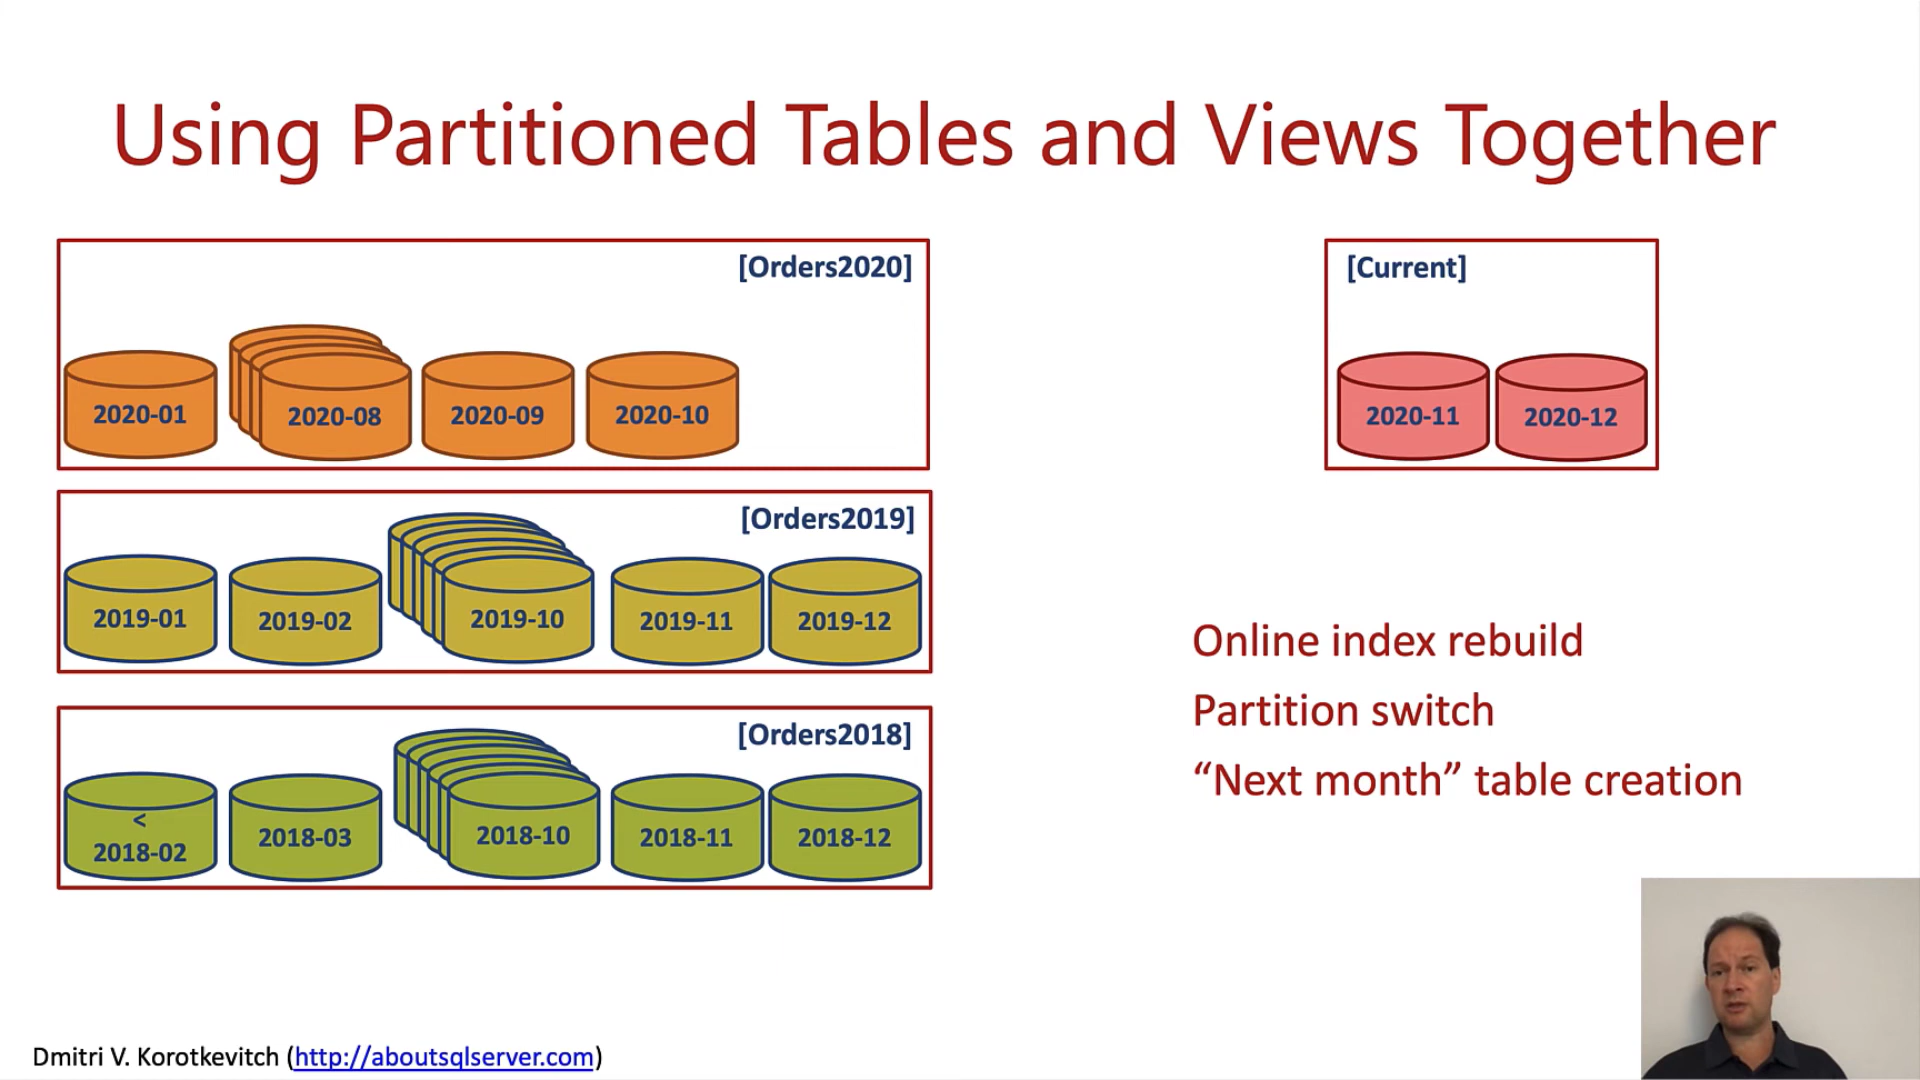 Using Partitioned Tables and Views Together
[Orders2020]
2020-01
2020-08
2020-09
2020-10
[Current]
2020-11
2020-12
[Orders2019]
2019-01
2019-02
2019-10
2019-11
2019-12
[Orders2018]
<
2018-02
2018-03
2018-10
2018-11
2018-12
Online index rebuild
Partition switch
“Next month” table creation
Dmitri V. Korotkevitch (http://aboutsqlserver.com)